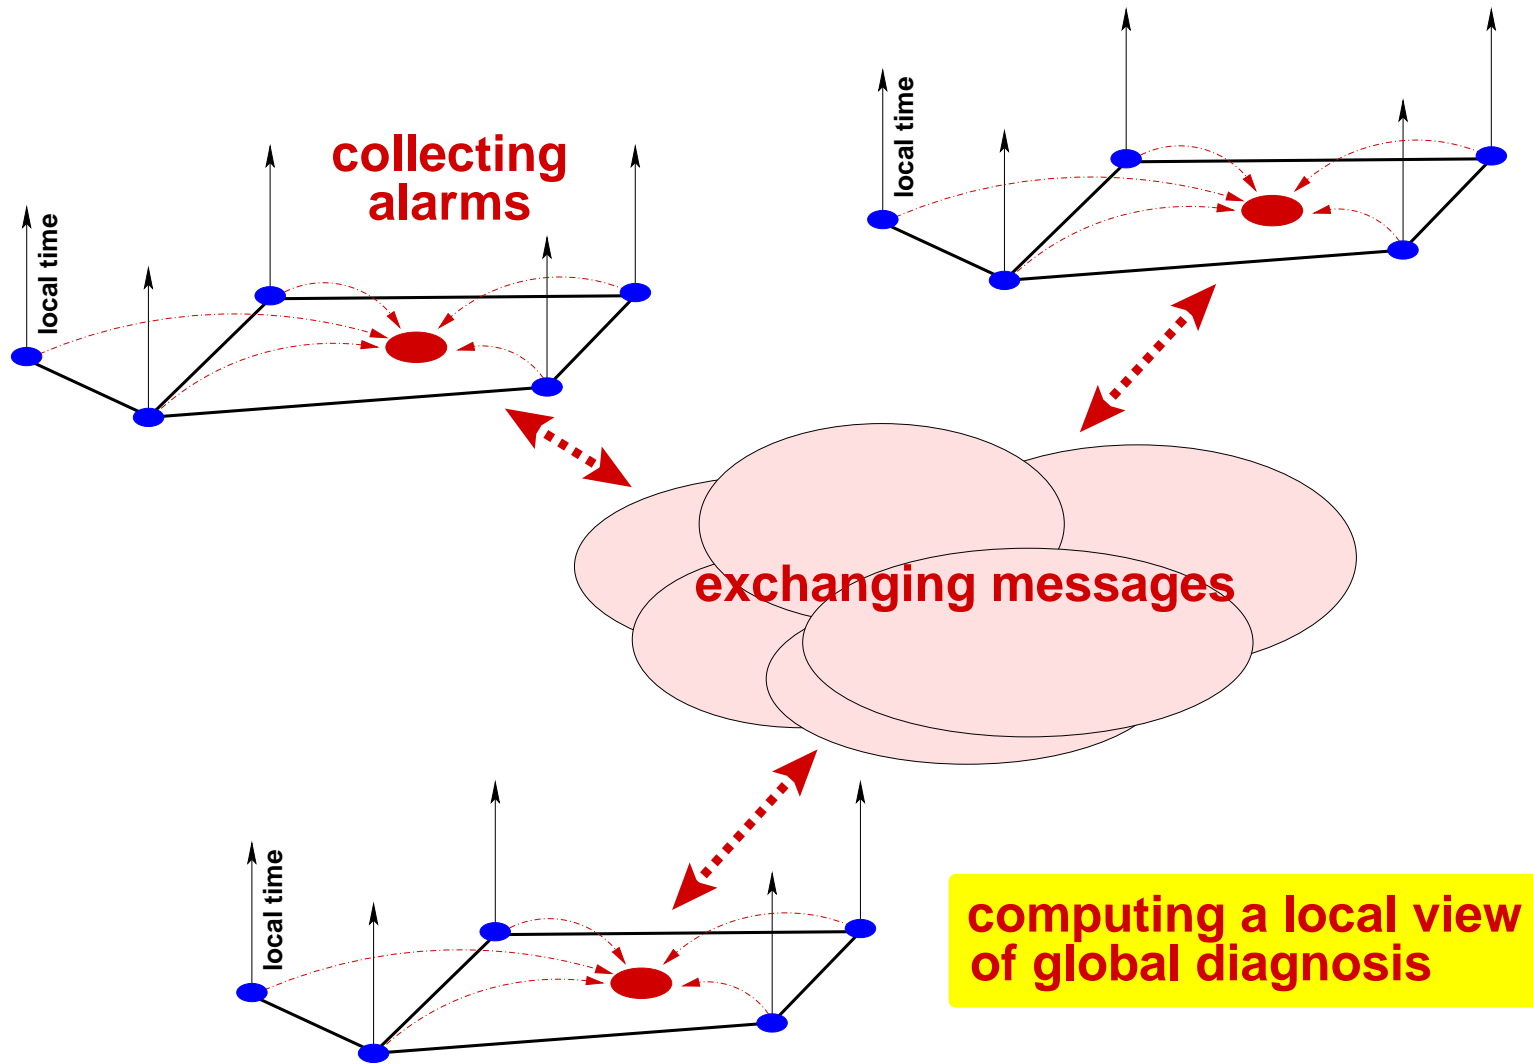 local time
collecting
alarms
local time
exchanging messages
local time
computing a local view
of global diagnosis